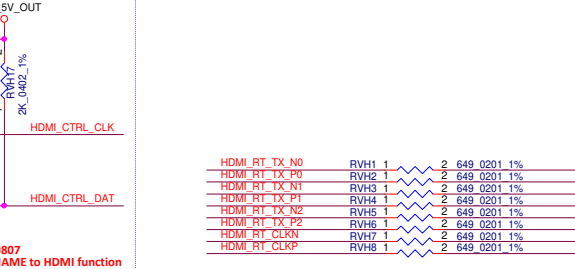 5V_OUT
RVH17
2K_0402_1%
HDMI_CTRL_CLK
HDMI_CTRL_DAT
HDMI_RT_TX_N0 RVH1 1 2 649_0201_1%
HDMI_RT_TX_P0 RVH2 1 2 649_0201_1%
HDMI_RT_TX_N1 RVH3 1 2 649_0201_1%
HDMI_RT_TX_P1 RVH4 1 2 649_0201_1%
HDMI_RT_TX_N2 RVH5 1 2 649_0201_1%
HDMI_RT_TX_P2 RVH6 1 2 649_0201_1%
HDMI_RT_CLKN RVH7 1 2 649_0201_1%
HDMI_RT_CLKP RVH8 1 2 649_0201_1%
0807
NAME to HDMI function